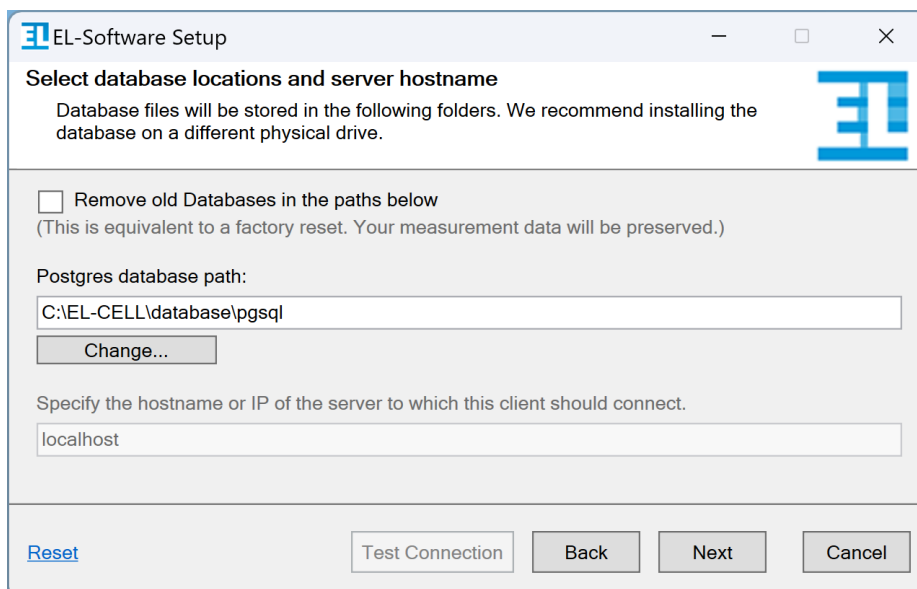 EL EL-Software Setup
Select database locations and server hostname
Database files will be stored in the following folders. We recommend installing the
database on a different physical drive.
EL
Remove old Databases in the paths below
(This is equivalent to a factory reset. Your measurement data will be preserved.)
Postgres database path:
C:\EL-CELL\database\pgsql
Change...
Specify the hostname or IP of the server to which this client should connect.
localhost
Reset Test Connection Back Next Cancel